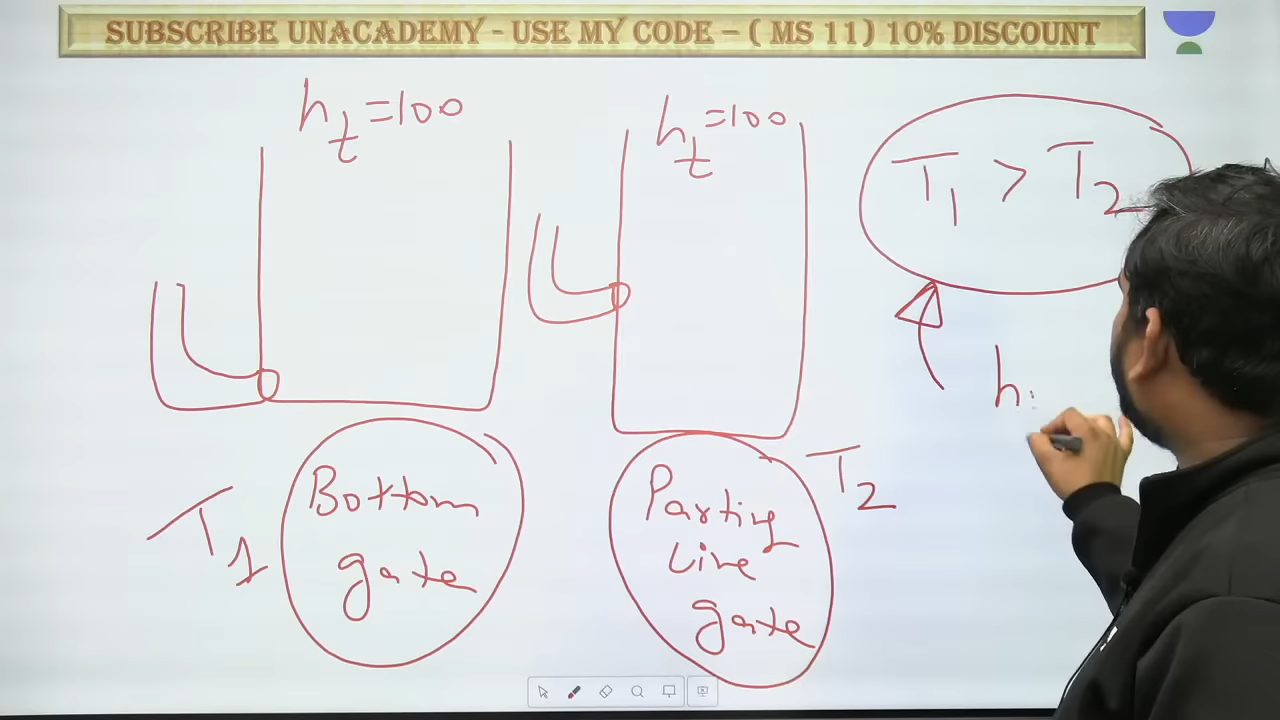 SUBSCRIBE UNACADEMY - USE MY CODE – ( MS 11) 10% DISCOUNT
ht =100
ht =100
T1 > T2
h
T1
Bottom
gate
Parting
Line
gate
T2